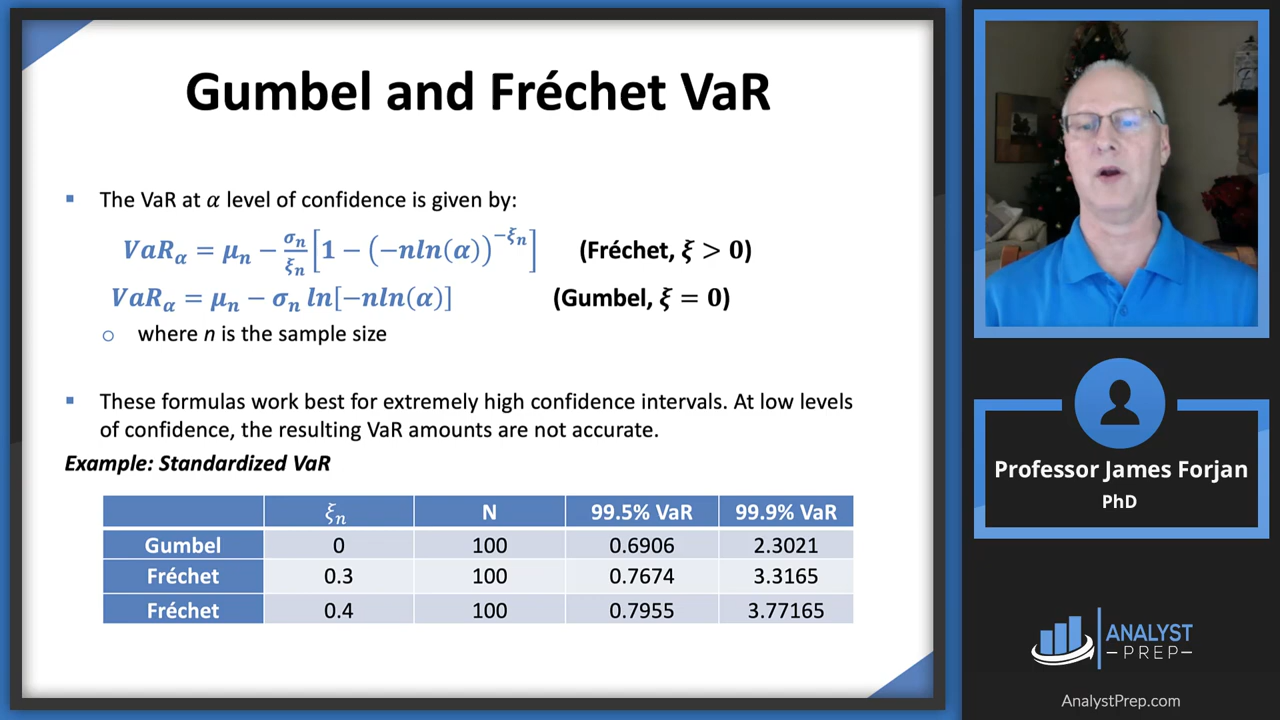 Gumbel and Fréchet VaR
▪ The VaR at α level of confidence is given by:
VaRα = μn − σn/ξn [1 − (−nln(α))^−ξn] (Fréchet, ξ > 0)
VaRα = μn − σn ln[−nln(α)] (Gumbel, ξ = 0)
○ where n is the sample size
▪ These formulas work best for extremely high confidence intervals. At low levels
of confidence, the resulting VaR amounts are not accurate.
Example: Standardized VaR
ξn N 99.5% VaR 99.9% VaR
Gumbel 0 100 0.6906 2.3021
Fréchet 0.3 100 0.7674 3.3165
Fréchet 0.4 100 0.7955 3.77165
Professor James Forjan
PhD
ANALYST
PREP
AnalystPrep.com